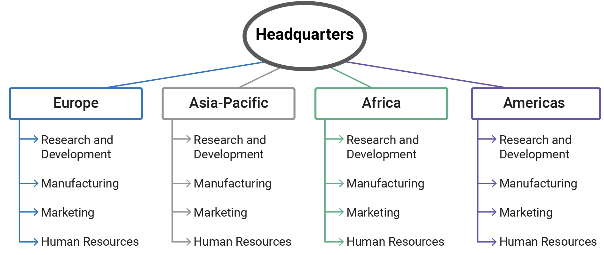 Headquarters
Europe
Research and
Development
Manufacturing
Marketing
Human Resources
Asia-Pacific
Research and
Development
Manufacturing
Marketing
Human Resources
Africa
Research and
Development
Manufacturing
Marketing
Human Resources
Americas
Research and
Development
Manufacturing
Marketing
Human Resources